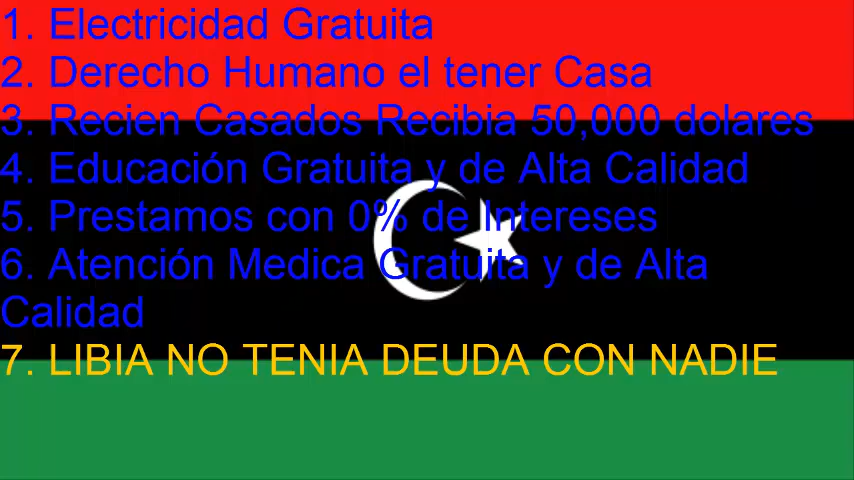 1. Electricidad Gratuita
2. Derecho Humano el tener Casa
3. Recien Casados Recibia 50,000 dolares
4. Educación Gratuita y de Alta Calidad
5. Prestamos con 0% de Intereses
6. Atención Medica Gratuita y de Alta
Calidad
7. LIBIA NO TENIA DEUDA CON NADIE